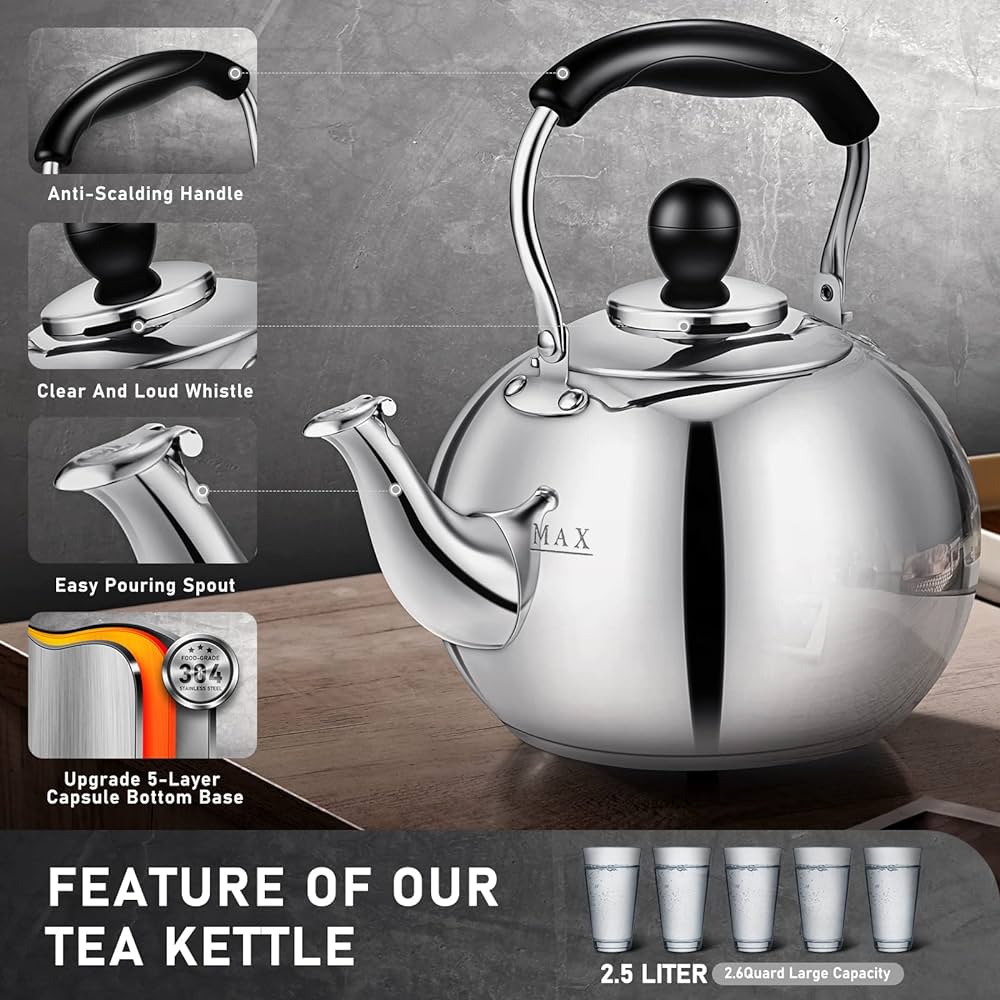 Anti-Scalding Handle
Clear And Loud Whistle
Easy Pouring Spout
FOOD-GRADE
304
STAINLESS STEEL
Upgrade 5-Layer
Capsule Bottom Base
MAX
FEATURE OF OUR
TEA KETTLE
2.5 LITER
2.6Quard Large Capacity